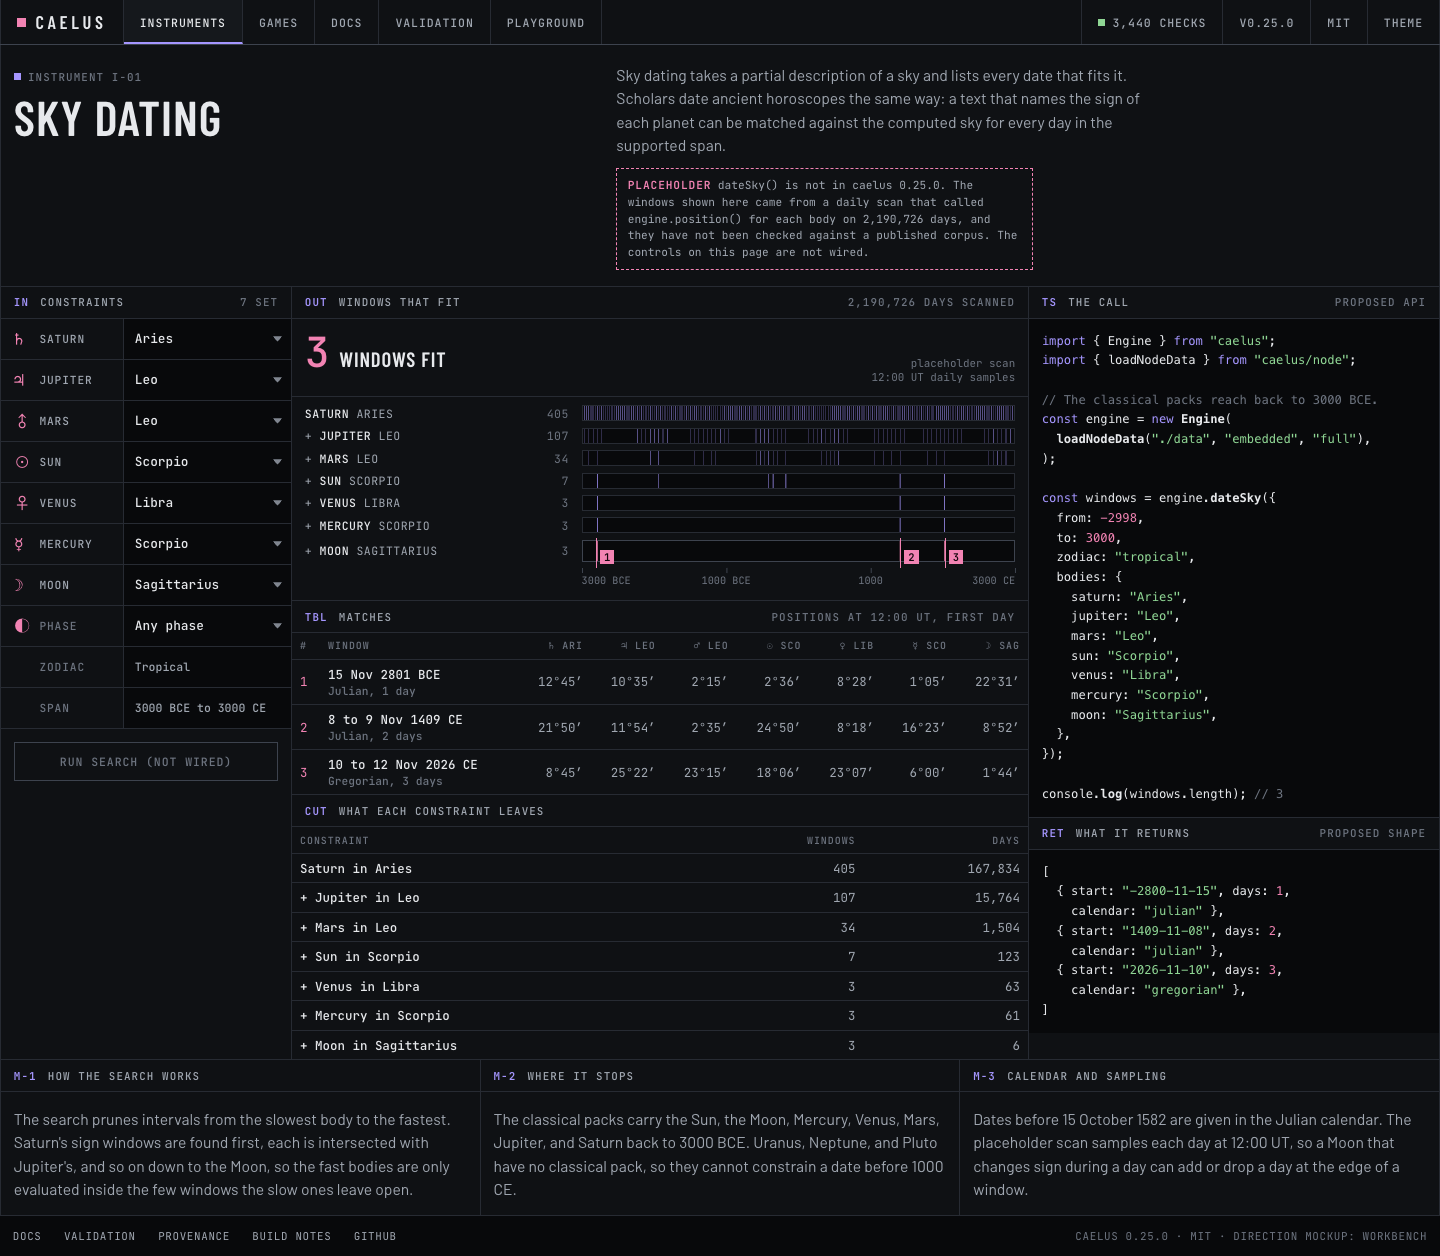 CAELUS
INSTRUMENTS
GAMES
DOCS
VALIDATION
PLAYGROUND
3,440 CHECKS
V0.25.0
MIT
THEME
INSTRUMENT I-01
SKY DATING
Sky dating takes a partial description of a sky and lists every date that fits it.
Scholars date ancient horoscopes the same way: a text that names the sign of
each planet can be matched against the computed sky for every day in the
supported span.
PLACEHOLDER dateSky() is not in caelus 0.25.0. The
windows shown here came from a daily scan that called
engine.position() for each body on 2,190,726 days, and
they have not been checked against a published corpus. The
controls on this page are not wired.
IN CONSTRAINTS 7 SET
♄ SATURN Aries
♃ JUPITER Leo
♂ MARS Leo
☉ SUN Scorpio
♀ VENUS Libra
☿ MERCURY Scorpio
☽ MOON Sagittarius
PHASE Any phase
ZODIAC Tropical
SPAN 3000 BCE to 3000 CE
RUN SEARCH (NOT WIRED)
OUT WINDOWS THAT FIT 2,190,726 DAYS SCANNED
3 WINDOWS FIT
placeholder scan
12:00 UT daily samples
SATURN ARIES 405
+ JUPITER LEO 107
+ MARS LEO 34
+ SUN SCORPIO 7
+ VENUS LIBRA 3
+ MERCURY SCORPIO 3
+ MOON SAGITTARIUS 3
1 2 3
3000 BCE 1000 BCE 1000 3000 CE
TBL MATCHES POSITIONS AT 12:00 UT, FIRST DAY
# WINDOW ♄ ARI ♃ LEO ♂ LEO ☉ SCO ♀ LIB ☿ SCO ☽ SAG
1 15 Nov 2801 BCE 12°45′ 10°35′ 2°15′ 2°36′ 8°28′ 1°05′ 22°31′
Julian, 1 day
2 8 to 9 Nov 1409 CE 21°50′ 11°54′ 2°35′ 24°50′ 8°18′ 16°23′ 8°52′
Julian, 2 days
3 10 to 12 Nov 2026 CE 8°45′ 25°22′ 23°15′ 18°06′ 23°07′ 6°00′ 1°44′
Gregorian, 3 days
CUT WHAT EACH CONSTRAINT LEAVES
CONSTRAINT WINDOWS DAYS
Saturn in Aries 405 167,834
+ Jupiter in Leo 107 15,764
+ Mars in Leo 34 1,504
+ Sun in Scorpio 7 123
+ Venus in Libra 3 63
+ Mercury in Scorpio 3 61
+ Moon in Sagittarius 3 6
TS THE CALL PROPOSED API
import { Engine } from "caelus";
import { loadNodeData } from "caelus/node";
// The classical packs reach back to 3000 BCE.
const engine = new Engine(
loadNodeData("./data", "embedded", "full"),
);
const windows = engine.dateSky({
from: −2998,
to: 3000,
zodiac: "tropical",
bodies: {
saturn: "Aries",
jupiter: "Leo",
mars: "Leo",
sun: "Scorpio",
venus: "Libra",
mercury: "Scorpio",
moon: "Sagittarius",
},
});
console.log(windows.length); // 3
RET WHAT IT RETURNS PROPOSED SHAPE
[
{ start: "−2800−11−15", days: 1,
calendar: "julian" },
{ start: "1409−11−08", days: 2,
calendar: "julian" },
{ start: "2026−11−10", days: 3,
calendar: "gregorian" },
]
M-1 HOW THE SEARCH WORKS
The search prunes intervals from the slowest body to the fastest.
Saturn's sign windows are found first, each is intersected with
Jupiter's, and so on down to the Moon, so the fast bodies are only
evaluated inside the few windows the slow ones leave open.
M-2 WHERE IT STOPS
The classical packs carry the Sun, the Moon, Mercury, Venus, Mars,
Jupiter, and Saturn back to 3000 BCE. Uranus, Neptune, and Pluto
have no classical pack, so they cannot constrain a date before 1000
CE.
M-3 CALENDAR AND SAMPLING
Dates before 15 October 1582 are given in the Julian calendar. The
placeholder scan samples each day at 12:00 UT, so a Moon that
changes sign during a day can add or drop a day at the edge of a
window.
DOCS VALIDATION PROVENANCE BUILD NOTES GITHUB
CAELUS 0.25.0 · MIT · DIRECTION MOCKUP: WORKBENCH